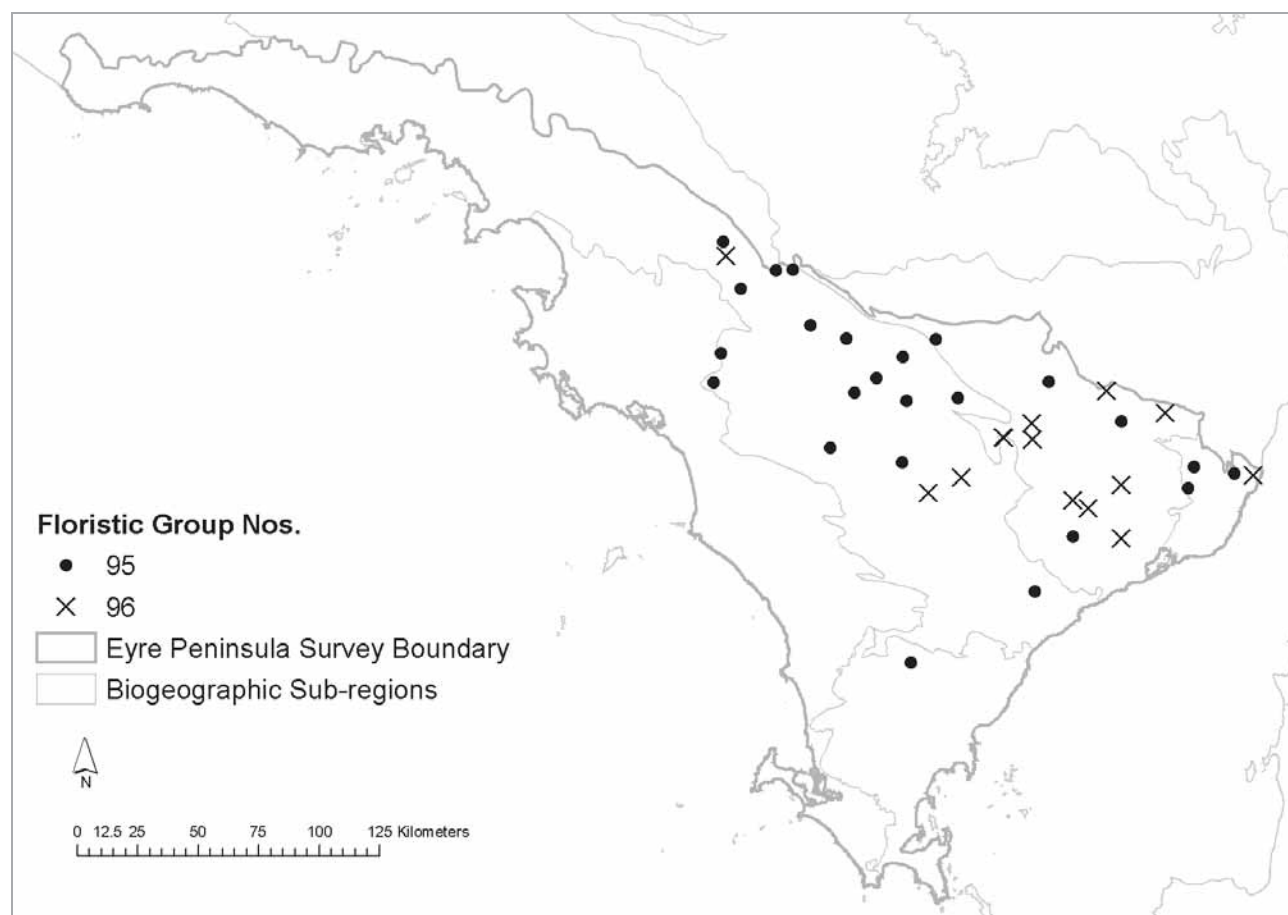 Floristic Group Nos.
95
96
Eyre Peninsula Survey Boundary
Biogeographic Sub-regions
N
0 12.5 25 50 75 100 125 Kilometers